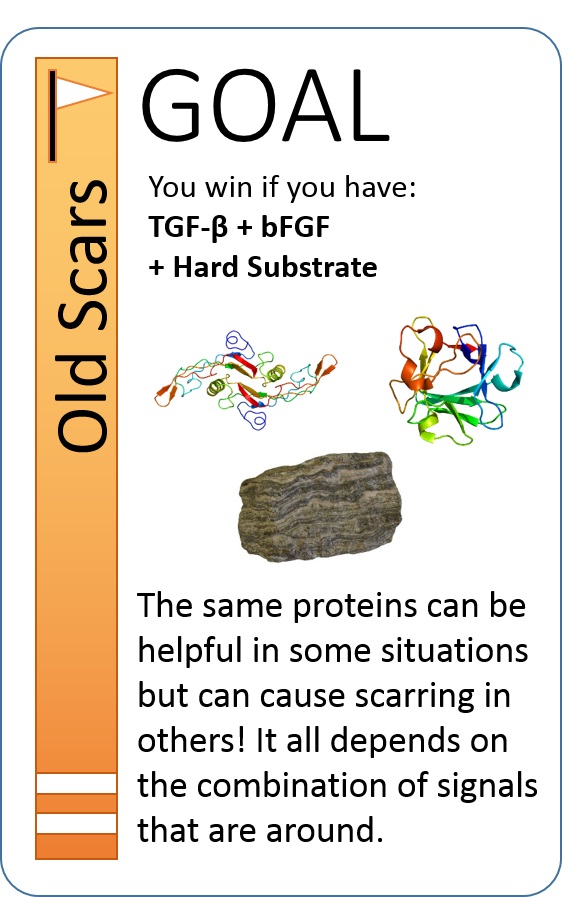 GOAL
Old Scars
You win if you have:
TGF-β + bFGF
+ Hard Substrate
The same proteins can be
helpful in some situations
but can cause scarring in
others! It all depends on
the combination of signals
that are around.